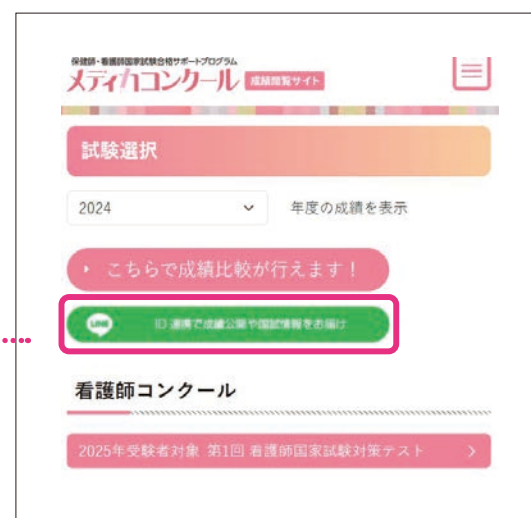 保健師・看護師国家試験合格サポートプログラム
メディカコンクール 成績閲覧サイト
試験選択
2024 年度の成績を表示
こちらで成績比較が行えます！
LINE ID連携で成績公開や国試情報をお届け
看護師コンクール
2025年受験者対象 第1回 看護師国家試験対策テスト